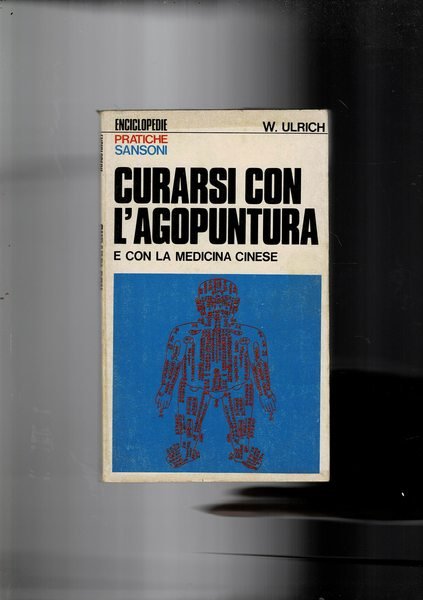 ENCICLOPEDIE
W. ULRICH
PRATICHE
SANSONI
CURARSI CON
L'AGOPUNTURA
E CON LA MEDICINA CINESE